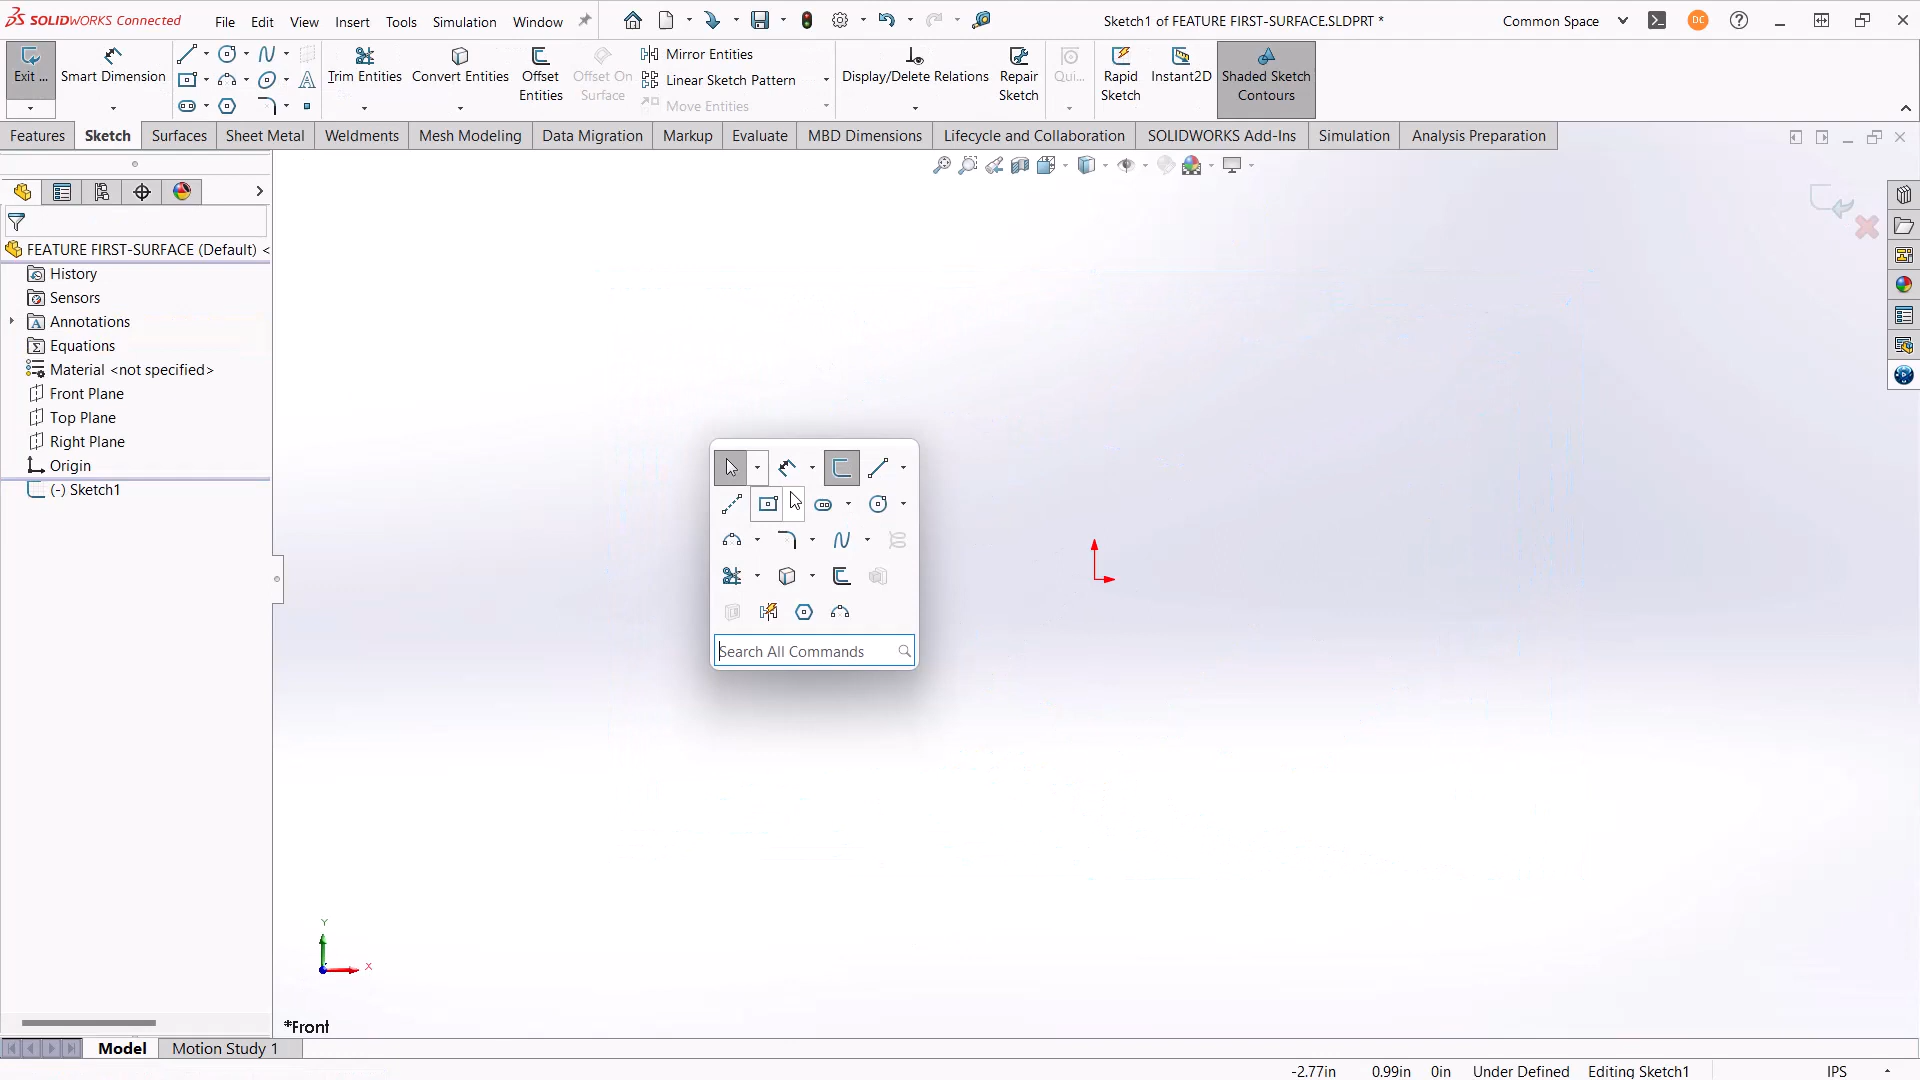 SOLIDWORKS Connected File Edit View Insert Tools Simulation Window Sketch1 of FEATURE FIRST-SURFACE.SLDPRT * Common Space DC
Exit ... Smart Dimension Trim Entities Convert Entities Offset Entities Offset On Surface Mirror Entities Linear Sketch Pattern Move Entities Display/Delete Relations Repair Sketch Qui... Rapid Sketch Instant2D Shaded Sketch Contours
Features Sketch Surfaces Sheet Metal Weldments Mesh Modeling Data Migration Markup Evaluate MBD Dimensions Lifecycle and Collaboration SOLIDWORKS Add-Ins Simulation Analysis Preparation
FEATURE FIRST-SURFACE (Default) <
History
Sensors
Annotations
Equations
Material <not specified>
Front Plane
Top Plane
Right Plane
Origin
(-) Sketch1
Search All Commands
Y
X
*Front
Model Motion Study 1
-2.77in 0.99in 0in Under Defined Editing Sketch1 IPS